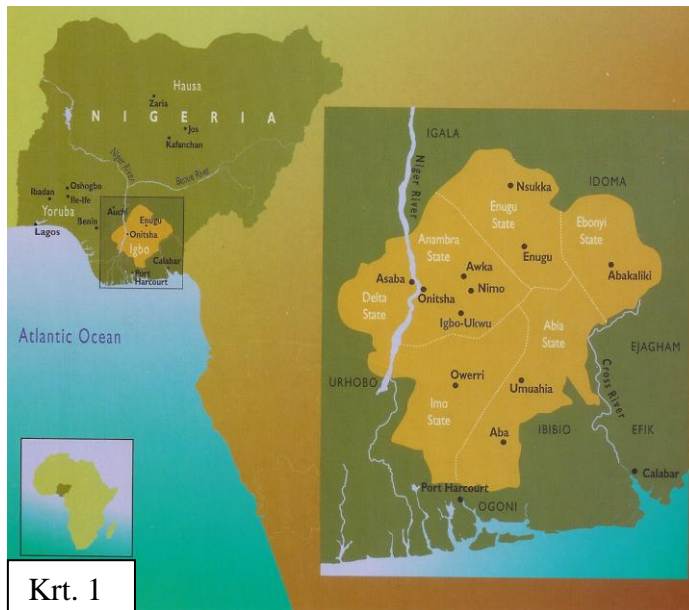 Hausa
Zaria
NIGERIA
Jos
Kafanchan
Niger River
Benue River
Ibadan
Oshogbo
Ile-Ife
Yoruba
Lagos
Benin
Auchi
Enugu
Onitsha
Igbo
Calabar
Port
Harcourt
Atlantic Ocean
IGALA
Niger River
Nsukka
IDOMA
Enugu
State
Ebonyi
State
Anambra
State
Enugu
Abakaliki
Awka
Asaba
Onitsha
Nimo
Delta
State
Igbo-Ukwu
Abia
State
EJAGHAM
URHOBO
Owerri
Umuahia
Cross River
Imo
State
Aba
IBIBIO
EFIK
Calabar
Port Harcourt
OGONI
Krt. 1